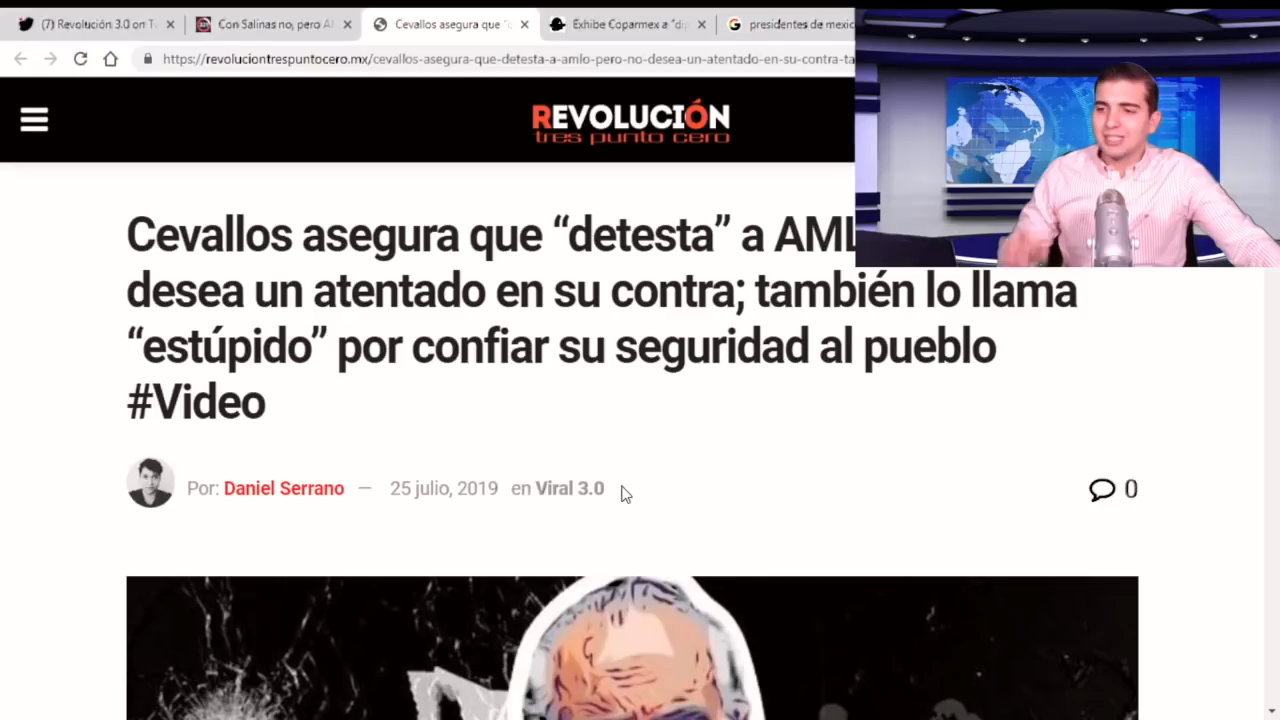 (7) Revolución 3.0 on Tw
Con Salinas no, pero A
Cevallos asegura que "
Exhibe Coparmex a "di
presidentes de mexic
https://revoluciontrespuntocero.mx/cevallos-asegura-que-detesta-a-amlo-pero-no-desea-un-atentado-en-su-contra-ta
REVOLUCIÓN
tres punto cero
Cevallos asegura que “detesta” a AML
desea un atentado en su contra; también lo llama
“estúpido” por confiar su seguridad al pueblo
#Video
Por: Daniel Serrano — 25 julio, 2019 en Viral 3.0
0